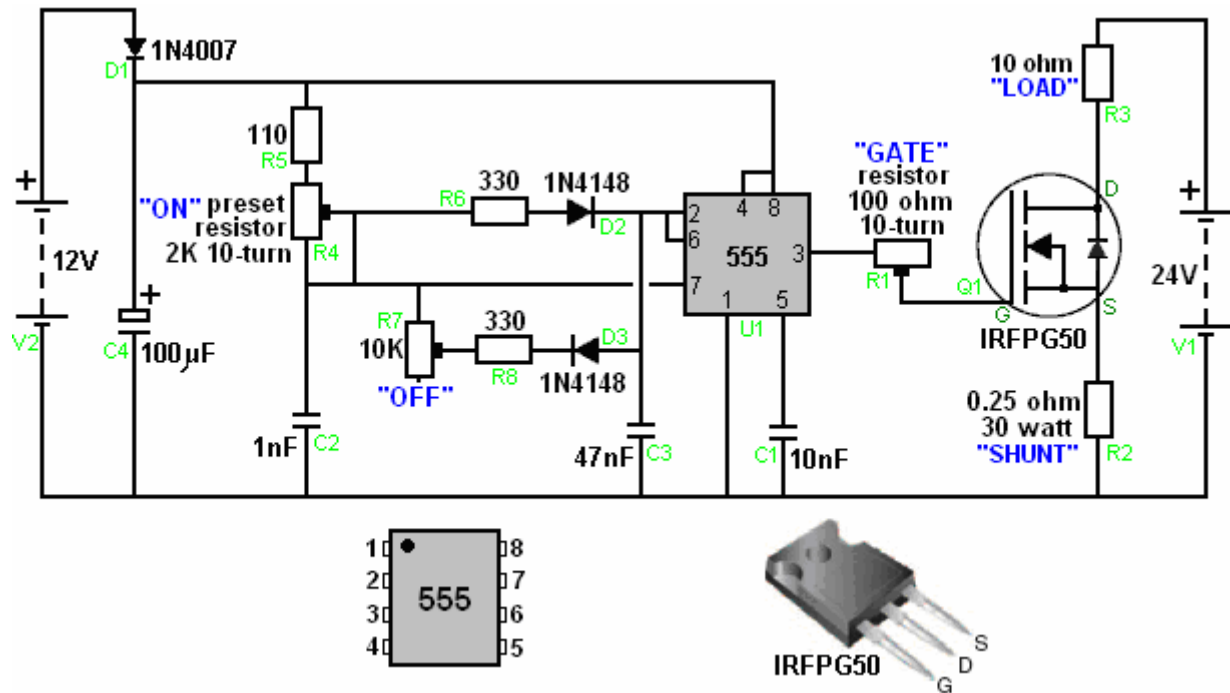 1N4007
D1
+
12V
V2
+
C4
100µF
110
R5
"ON" preset
resistor
2K 10-turn
R4
330
R6
1N4148
D2
R7
10K
"OFF"
330
R8
D3
1N4148
1nF
C2
47nF
C3
2
6
7
4
8
555
3
1
5
U1
C1
10nF
"GATE"
resistor
100 ohm
10-turn
R1
Q1
G
D
S
IRFPG50
10 ohm
"LOAD"
R3
+
24V
V1
0.25 ohm
30 watt
"SHUNT"
R2
1
2
3
4
555
8
7
6
5
IRFPG50
S
D
G